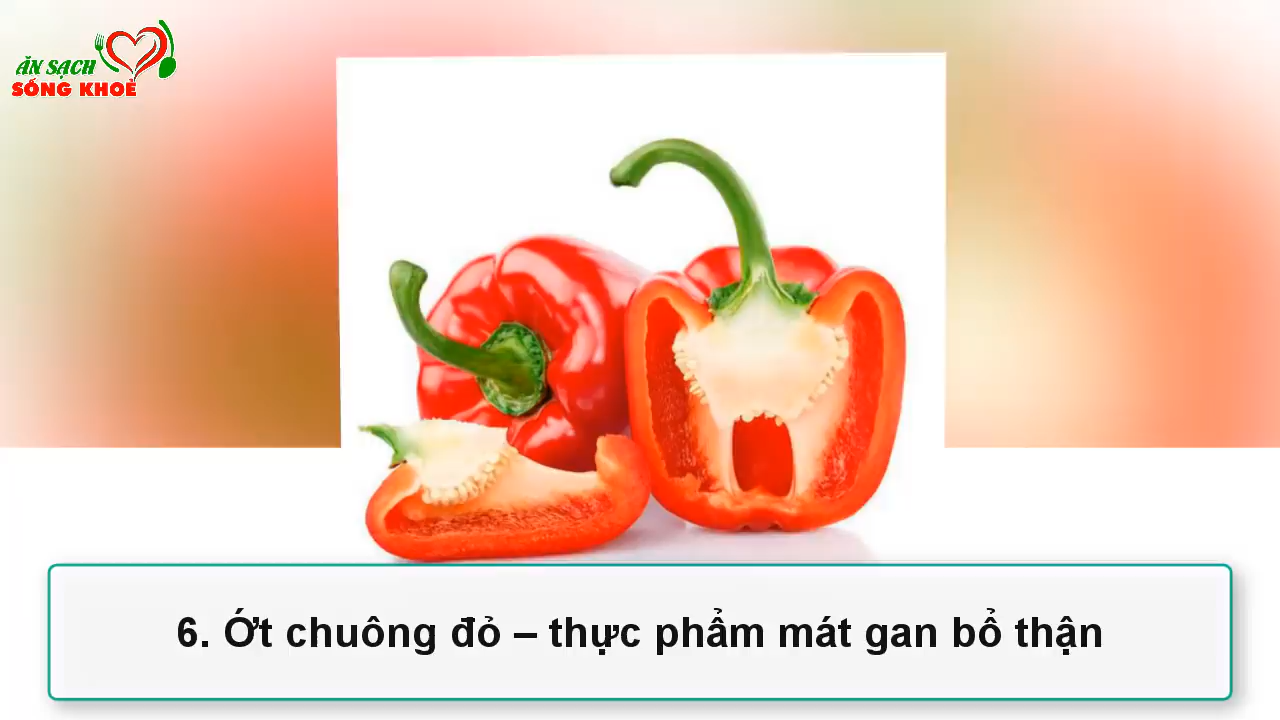 ĂN SẠCH
SỐNG KHOẺ
6. Ớt chuông đỏ – thực phẩm mát gan bổ thận